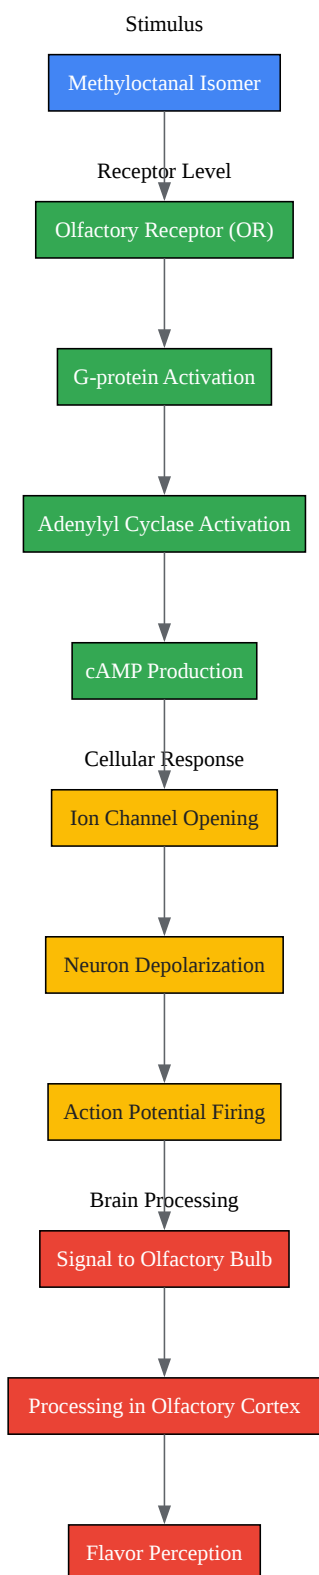 Stimulus
Methyloctanal Isomer
Receptor Level
Olfactory Receptor (OR)
G-protein Activation
Adenylyl Cyclase Activation
cAMP Production
Cellular Response
Ion Channel Opening
Neuron Depolarization
Action Potential Firing
Brain Processing
Signal to Olfactory Bulb
Processing in Olfactory Cortex
Flavor Perception